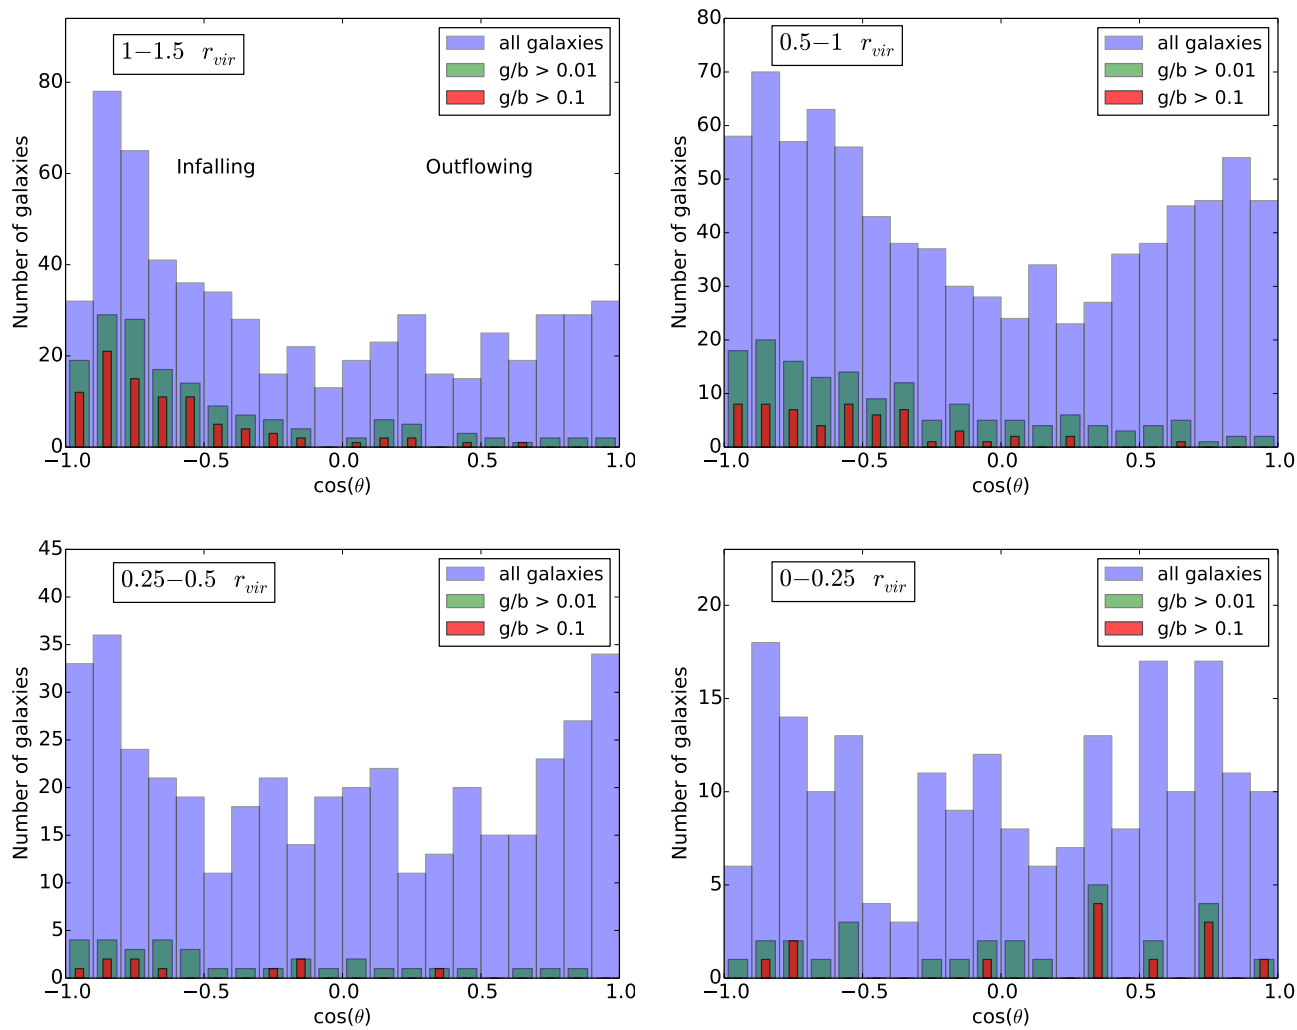 1−1.5 r_vir
all galaxies
g/b > 0.01
g/b > 0.1
Infalling
Outflowing
Number of galaxies
80
60
40
20
0
−1.0 −0.5 0.0 0.5 1.0
cos(θ)
0.5−1 r_vir
all galaxies
g/b > 0.01
g/b > 0.1
Number of galaxies
80
70
60
50
40
30
20
10
0
−1.0 −0.5 0.0 0.5 1.0
cos(θ)
0.25−0.5 r_vir
all galaxies
g/b > 0.01
g/b > 0.1
Number of galaxies
45
40
35
30
25
20
15
10
5
0
−1.0 −0.5 0.0 0.5 1.0
cos(θ)
0−0.25 r_vir
all galaxies
g/b > 0.01
g/b > 0.1
Number of galaxies
20
15
10
5
0
−1.0 −0.5 0.0 0.5 1.0
cos(θ)